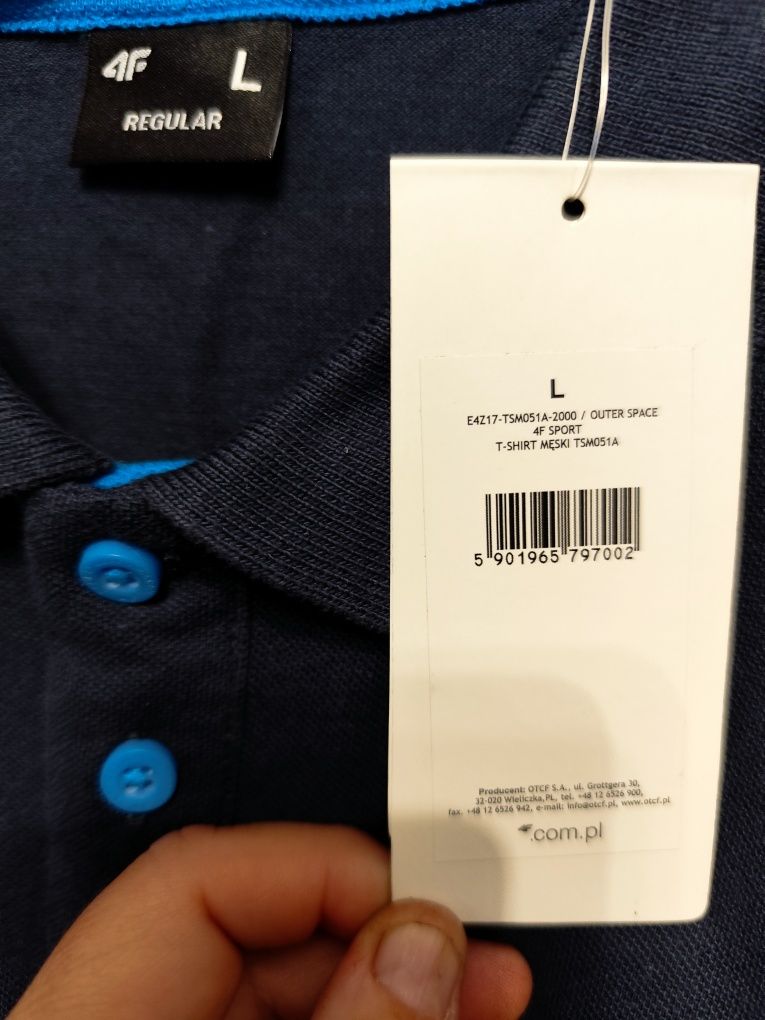 4F L
REGULAR
L
E4Z17-TSM051A-2000 / OUTER SPACE
4F SPORT
T-SHIRT MĘSKI TSM051A
5 901965 797002
Producent: OTCF S.A., ul. Grottgera 30,
32-020 Wieliczka,PL, tel. +48 12 6526 900,
fax. +48 12 6526 942, e-mail: info@otcf.pl, www.otcf.pl
4F.com.pl